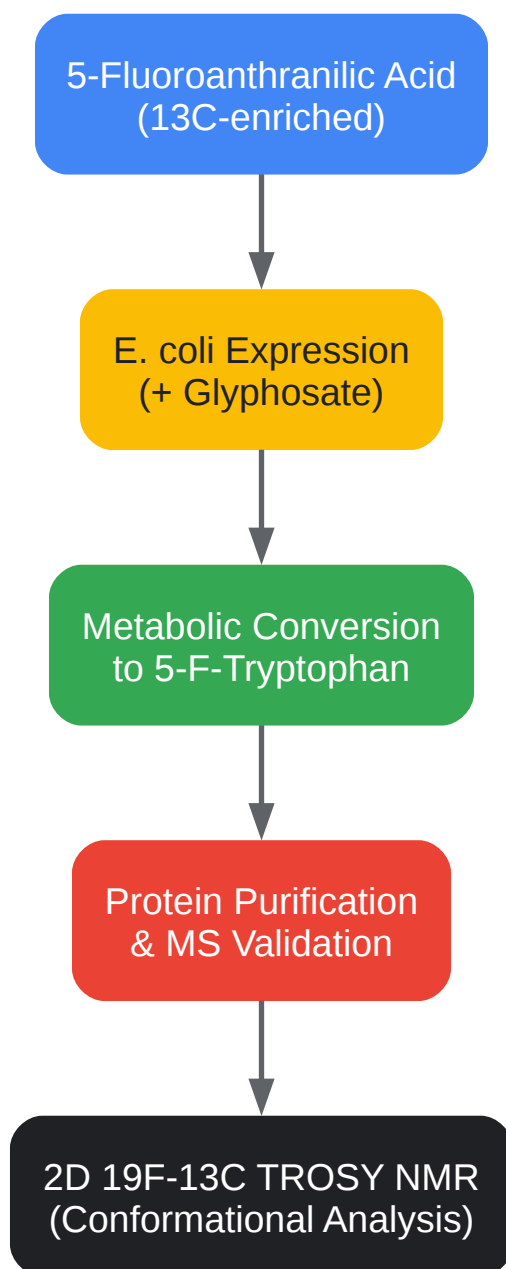 5-Fluoroanthranilic Acid
(13C-enriched)
E. coli Expression
(+ Glyphosate)
Metabolic Conversion
to 5-F-Tryptophan
Protein Purification
& MS Validation
2D 19F-13C TROSY NMR
(Conformational Analysis)